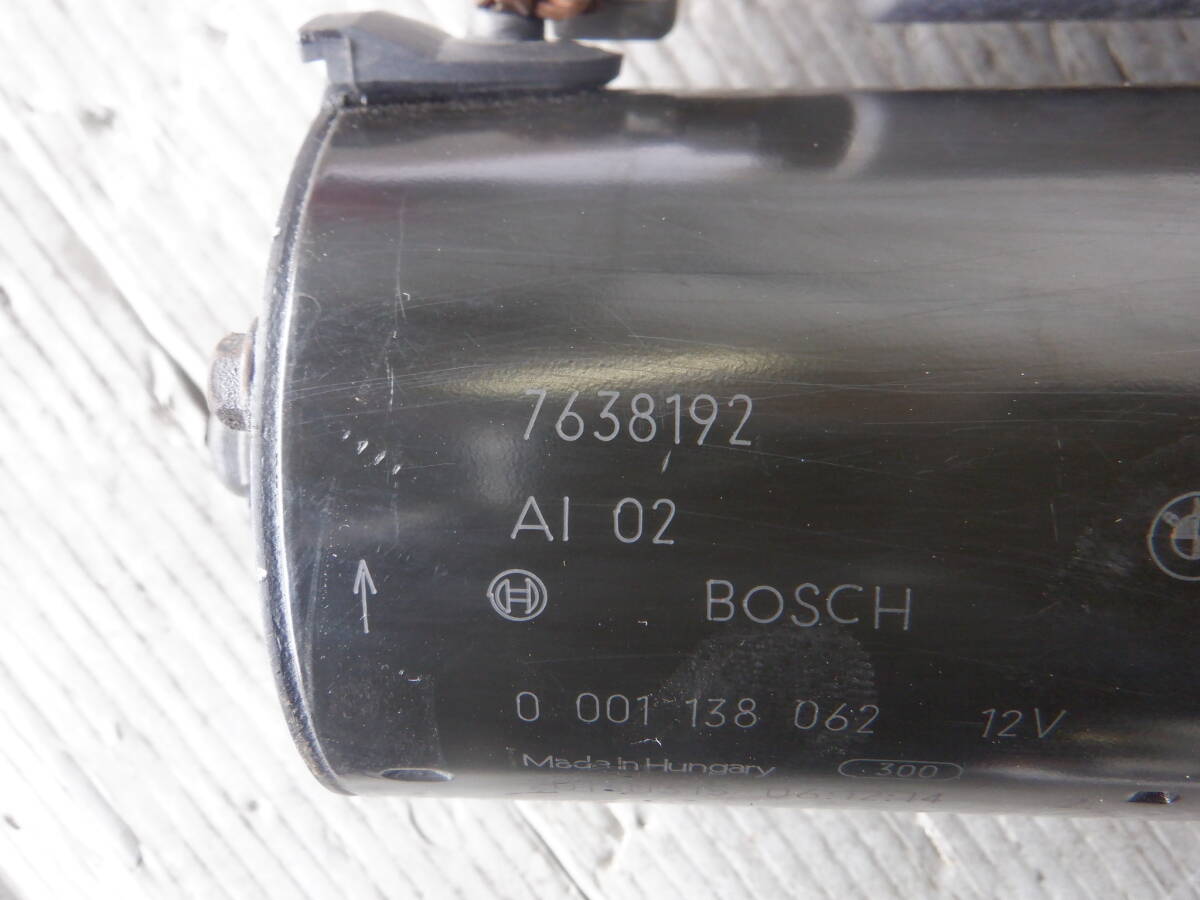 7638192
AI 02
BOSCH
0 001 138 062 12V
Made in Hungary 300